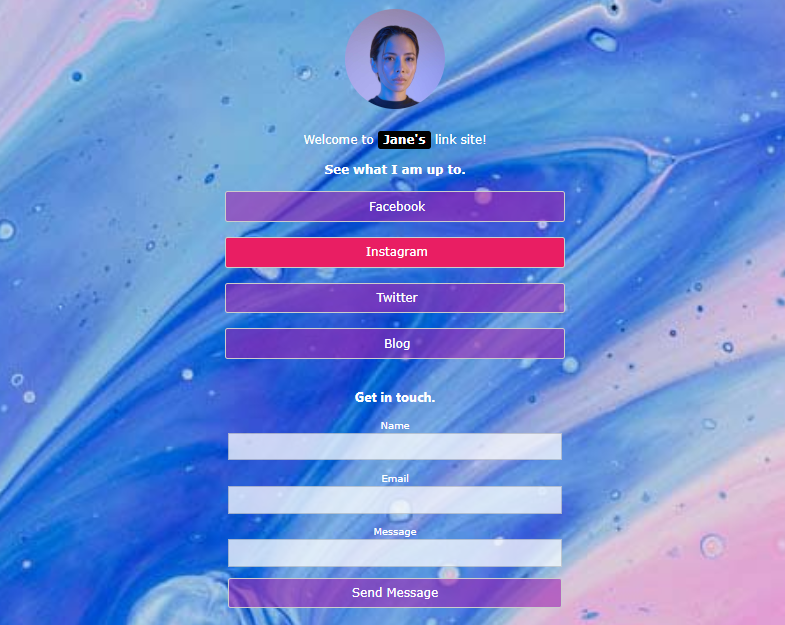 Welcome to Jane's link site!
See what I am up to.
Facebook
Instagram
Twitter
Blog
Get in touch.
Name
Email
Message
Send Message